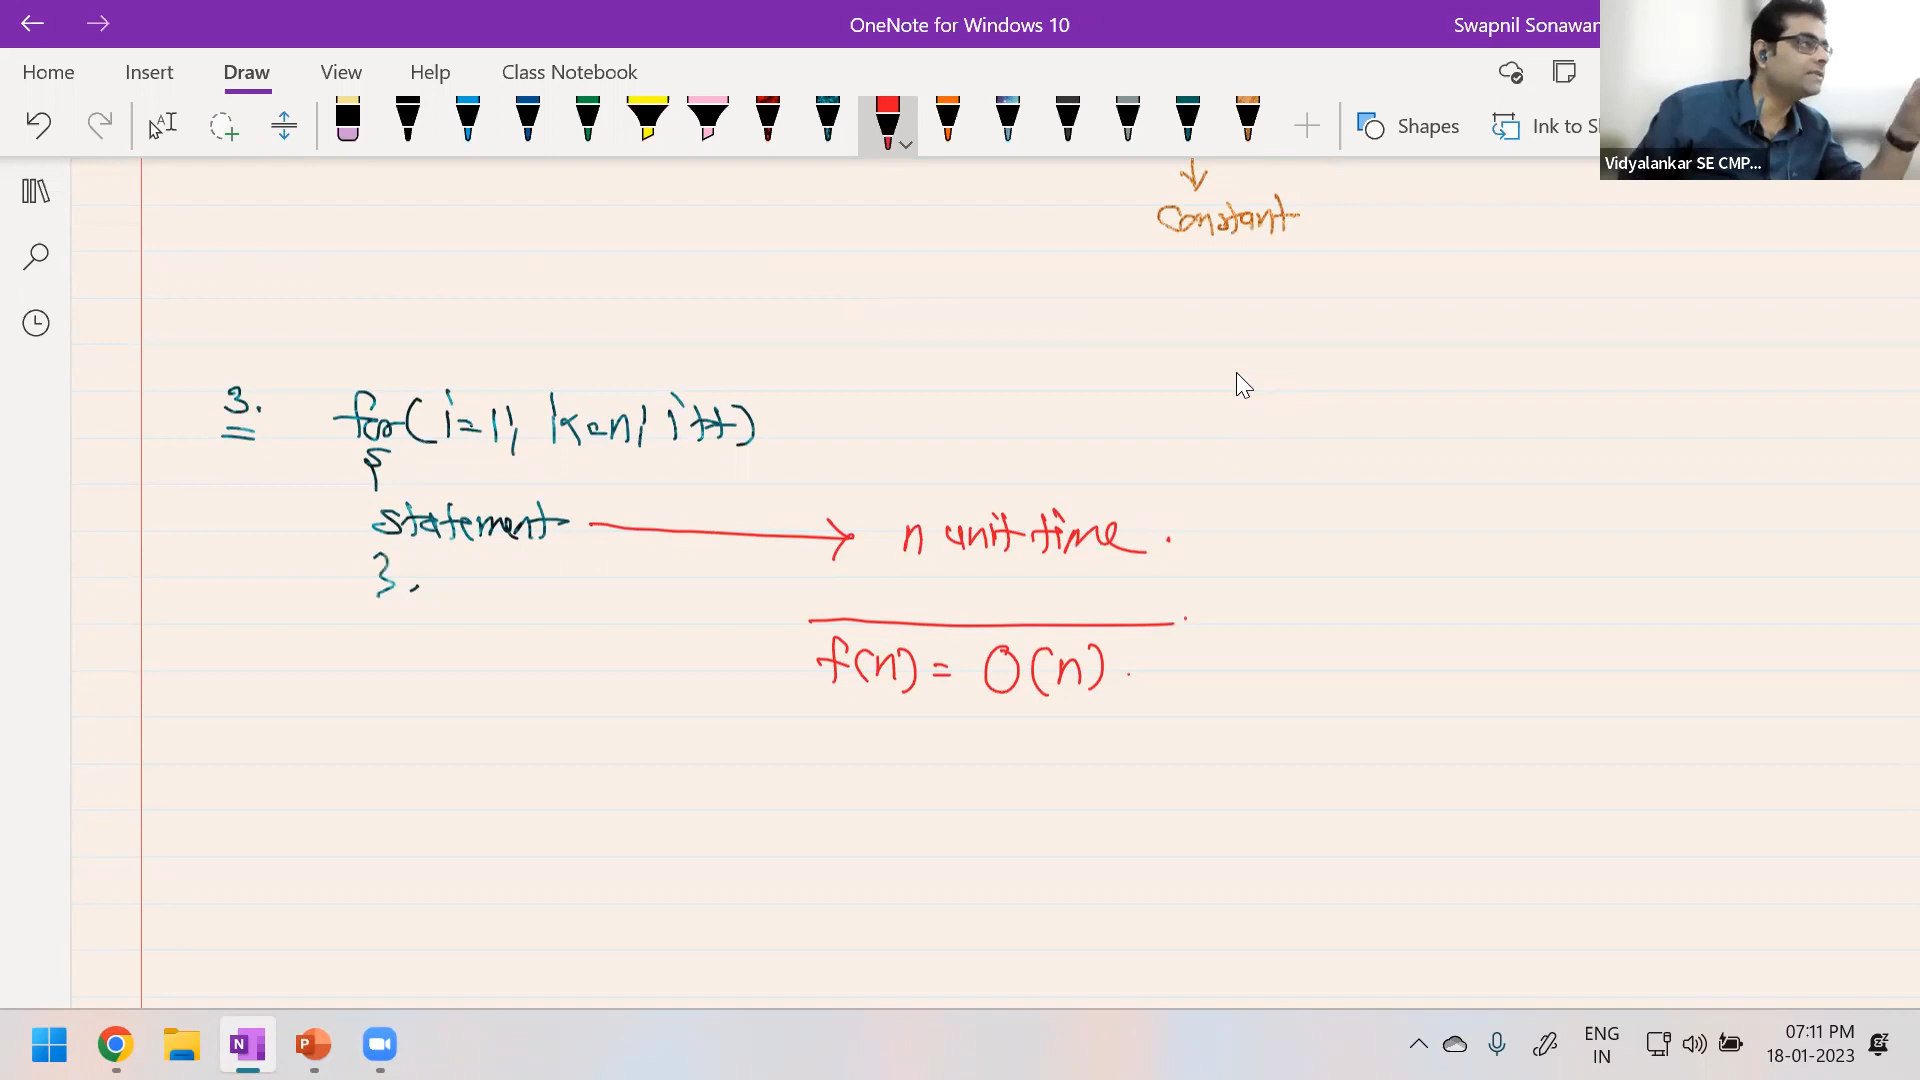 OneNote for Windows 10
Swapnil Sonawar
Home Insert Draw View Help Class Notebook
Shapes
Ink to S
Vidyalankar SE CMP...
Constant
3. for(i=1; i<=n; i++)
{
statement → n unit time.
}.
f(n) = O(n).
ENG
IN
07:11 PM
18-01-2023